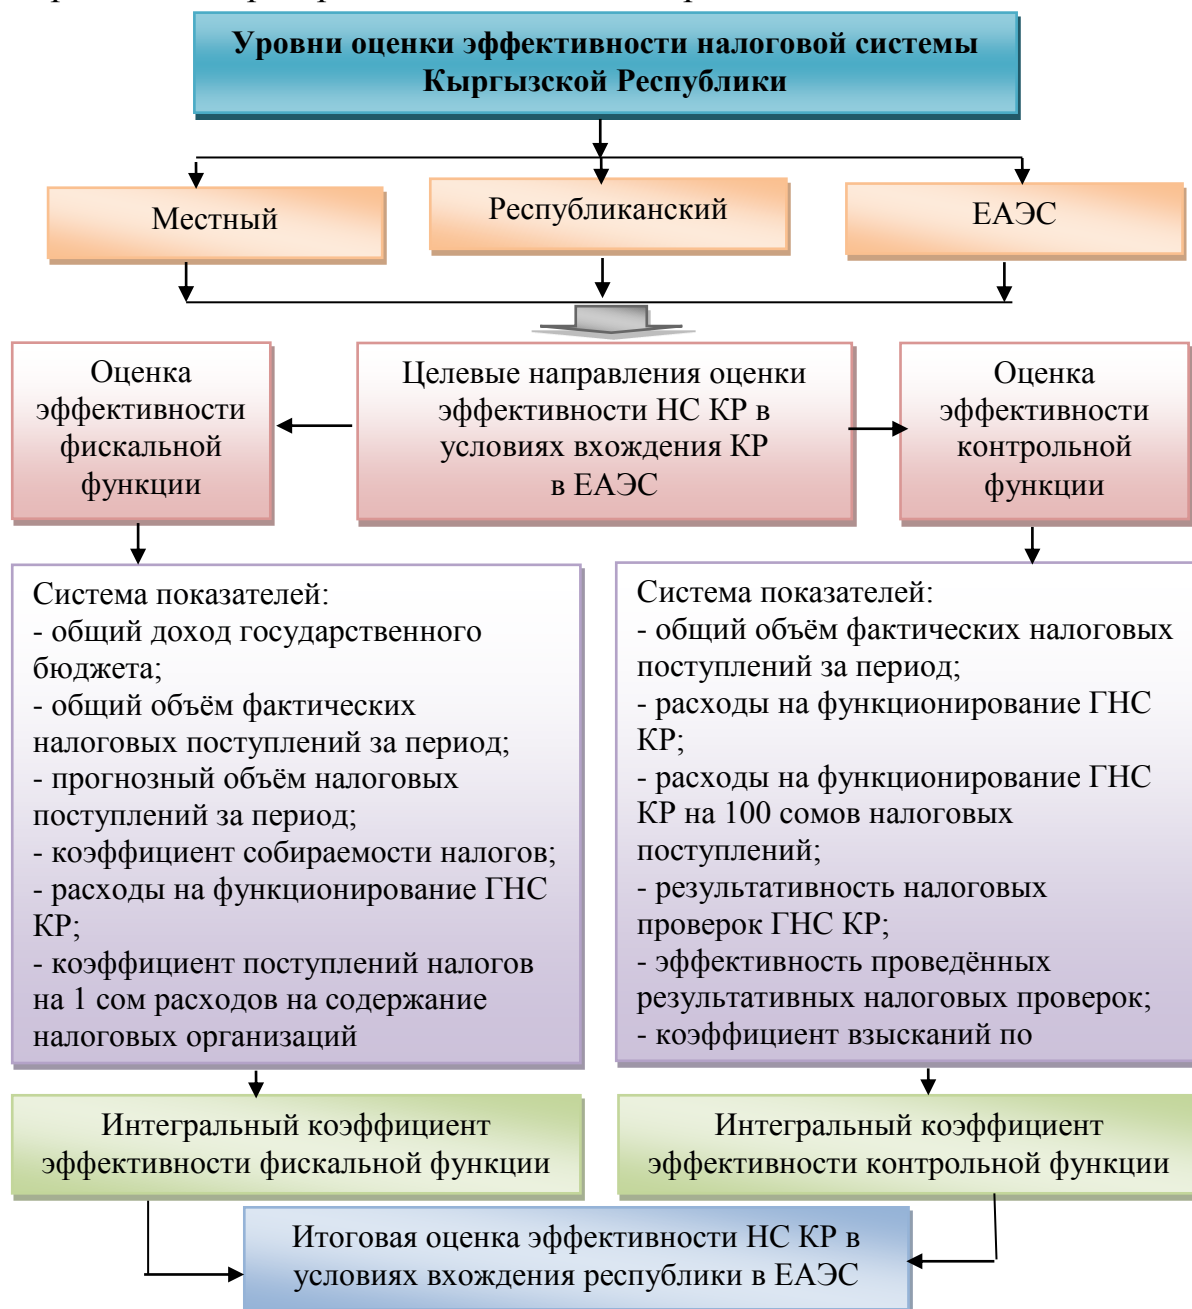 Уровни оценки эффективности налоговой системы
Кыргызской Республики
Местный
Республиканский
ЕАЭС
Оценка
эффективности
фискальной
функции
Целевые направления оценки
эффективности НС КР в
условиях вхождения КР
в ЕАЭС
Оценка
эффективности
контрольной
функции
Система показателей:
- общий доход государственного
бюджета;
- общий объём фактических
налоговых поступлений за период;
- прогнозный объём налоговых
поступлений за период;
- коэффициент собираемости налогов;
- расходы на функционирование ГНС
КР;
- коэффициент поступлений налогов
на 1 сом расходов на содержание
налоговых организаций
Система показателей:
- общий объём фактических налоговых
поступлений за период;
- расходы на функционирование ГНС
КР;
- расходы на функционирование ГНС
КР на 100 сомов налоговых
поступлений;
- результативность налоговых
проверок ГНС КР;
- эффективность проведённых
результативных налоговых проверок;
- коэффициент взысканий по
Интегральный коэффициент
эффективности фискальной функции
Интегральный коэффициент
эффективности контрольной функции
Итоговая оценка эффективности НС КР в
условиях вхождения республики в ЕАЭС